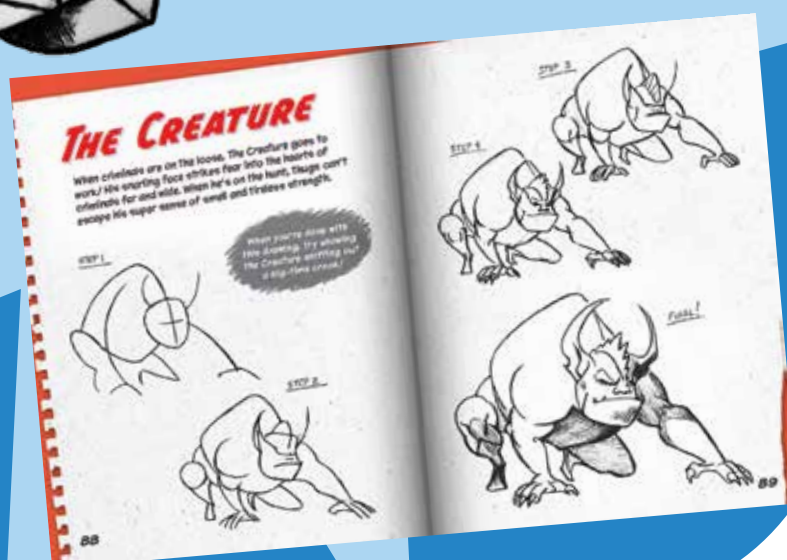 THE CREATURE
When criminals are on the loose, The Creature goes to
work! His snarling face strikes fear into the hearts of
criminals far and wide. When he's on the hunt, thugs can't
escape his super sense of smell and tireless strength.
When you're done with
this drawing, try showing
the Creature sniffing out
a big-time crook!
STEP 1.
STEP 2.
88
STEP 3.
STEP 4.
FINAL!
89